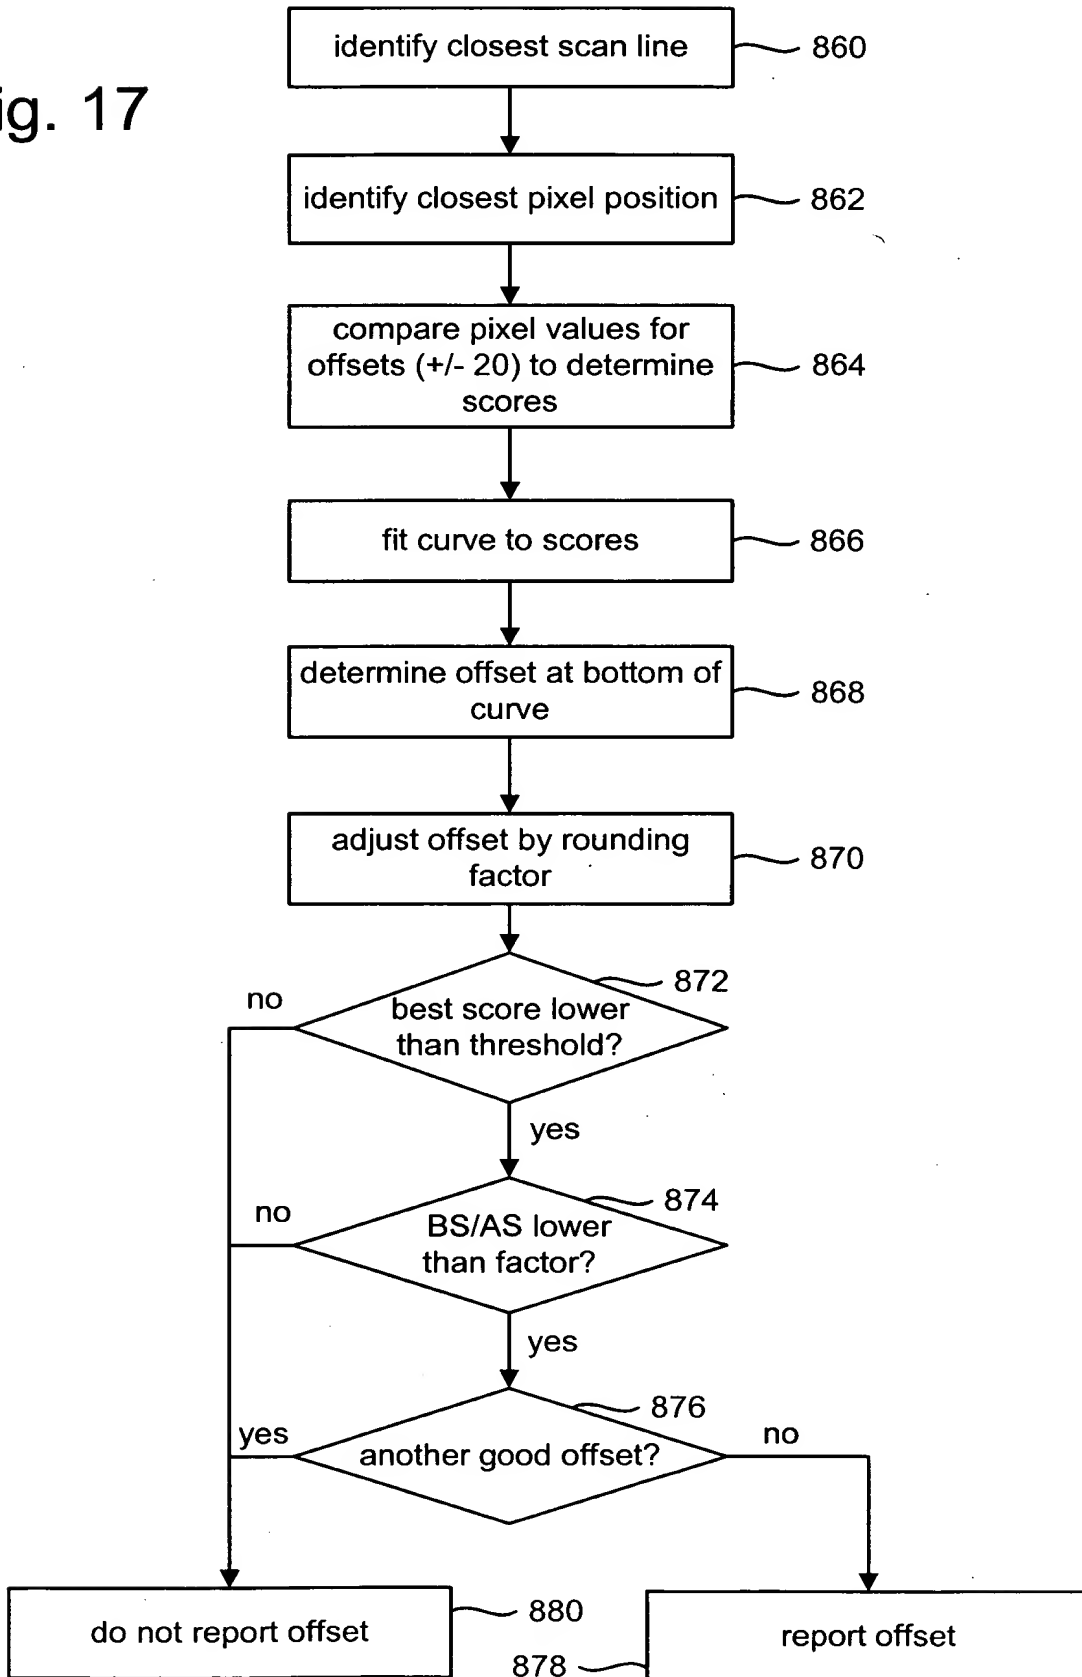 ig. 17
identify closest scan line
860
identify closest pixel position
862
compare pixel values for
offsets (+/- 20) to determine
scores
864
fit curve to scores
866
determine offset at bottom of
curve
868
adjust offset by rounding
factor
870
872
no
best score lower
than threshold?
yes
874
no
BS/AS lower
than factor?
yes
876
yes
another good offset?
no
do not report offset
880
report offset
878